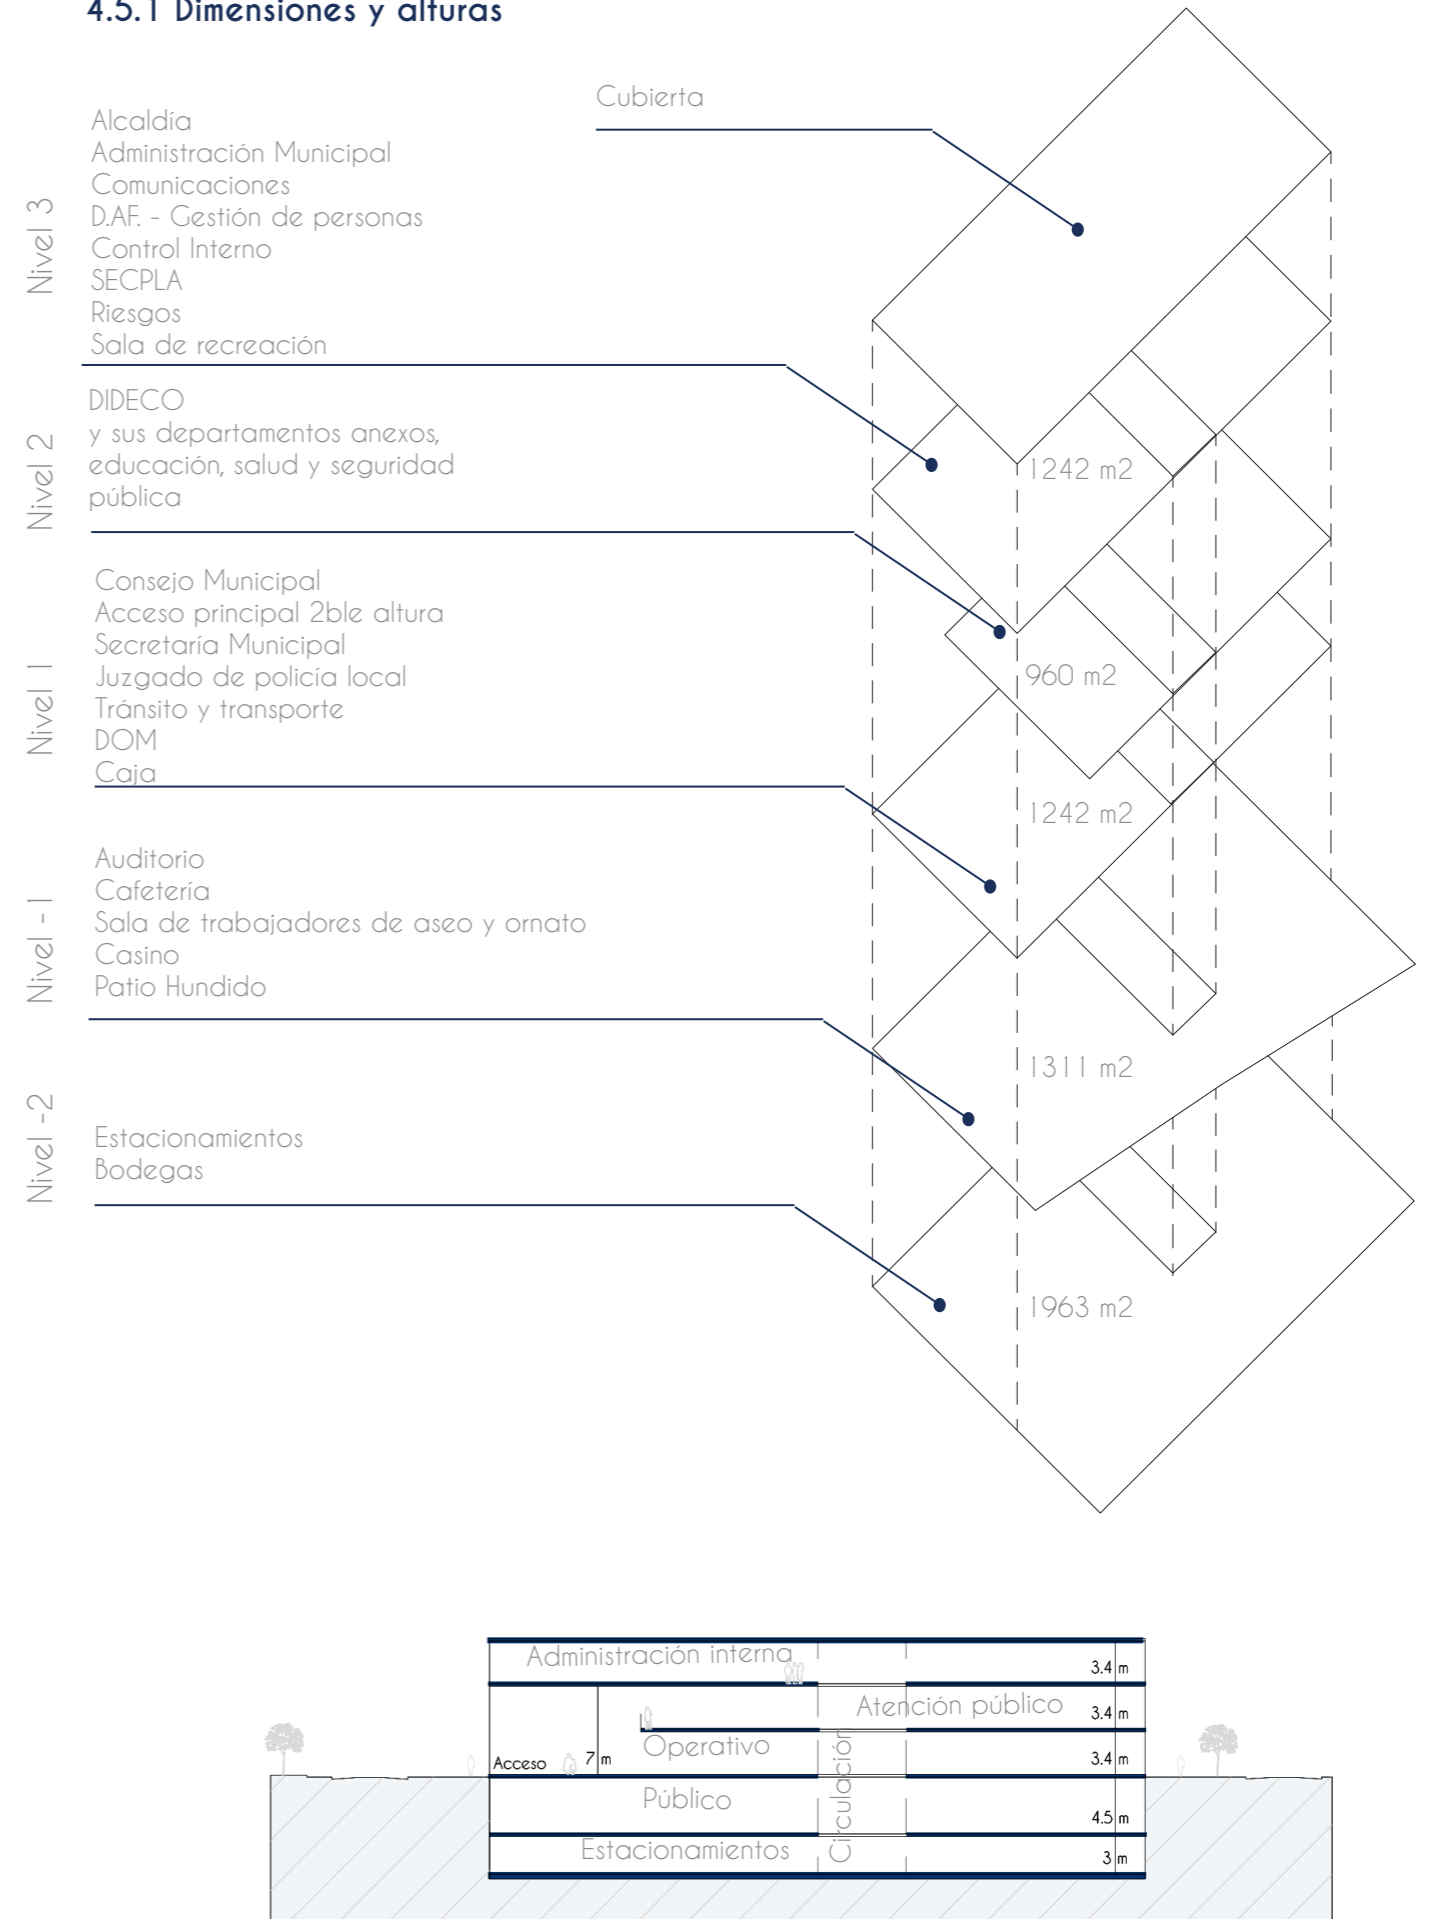 4.5.1 Dimensiones y alturas
Cubierta
Nivel 3
Alcaldía
Administración Municipal
Comunicaciones
D.AF. - Gestión de personas
Control Interno
SECPLA
Riesgos
Sala de recreación
Nivel 2
DIDECO
y sus departamentos anexos,
educación, salud y seguridad
pública
Nivel 1
Consejo Municipal
Acceso principal 2ble altura
Secretaría Municipal
Juzgado de policía local
Tránsito y transporte
DOM
Caja
Nivel -1
Auditorio
Cafetería
Sala de trabajadores de aseo y ornato
Casino
Patio Hundido
Nivel -2
Estacionamientos
Bodegas
1242 m2
960 m2
1242 m2
1311 m2
1963 m2
Administración interna
3.4 m
Atención público
3.4 m
Operativo
Acceso
7 m
3.4 m
Circulación
Público
4.5 m
Estacionamientos
3 m